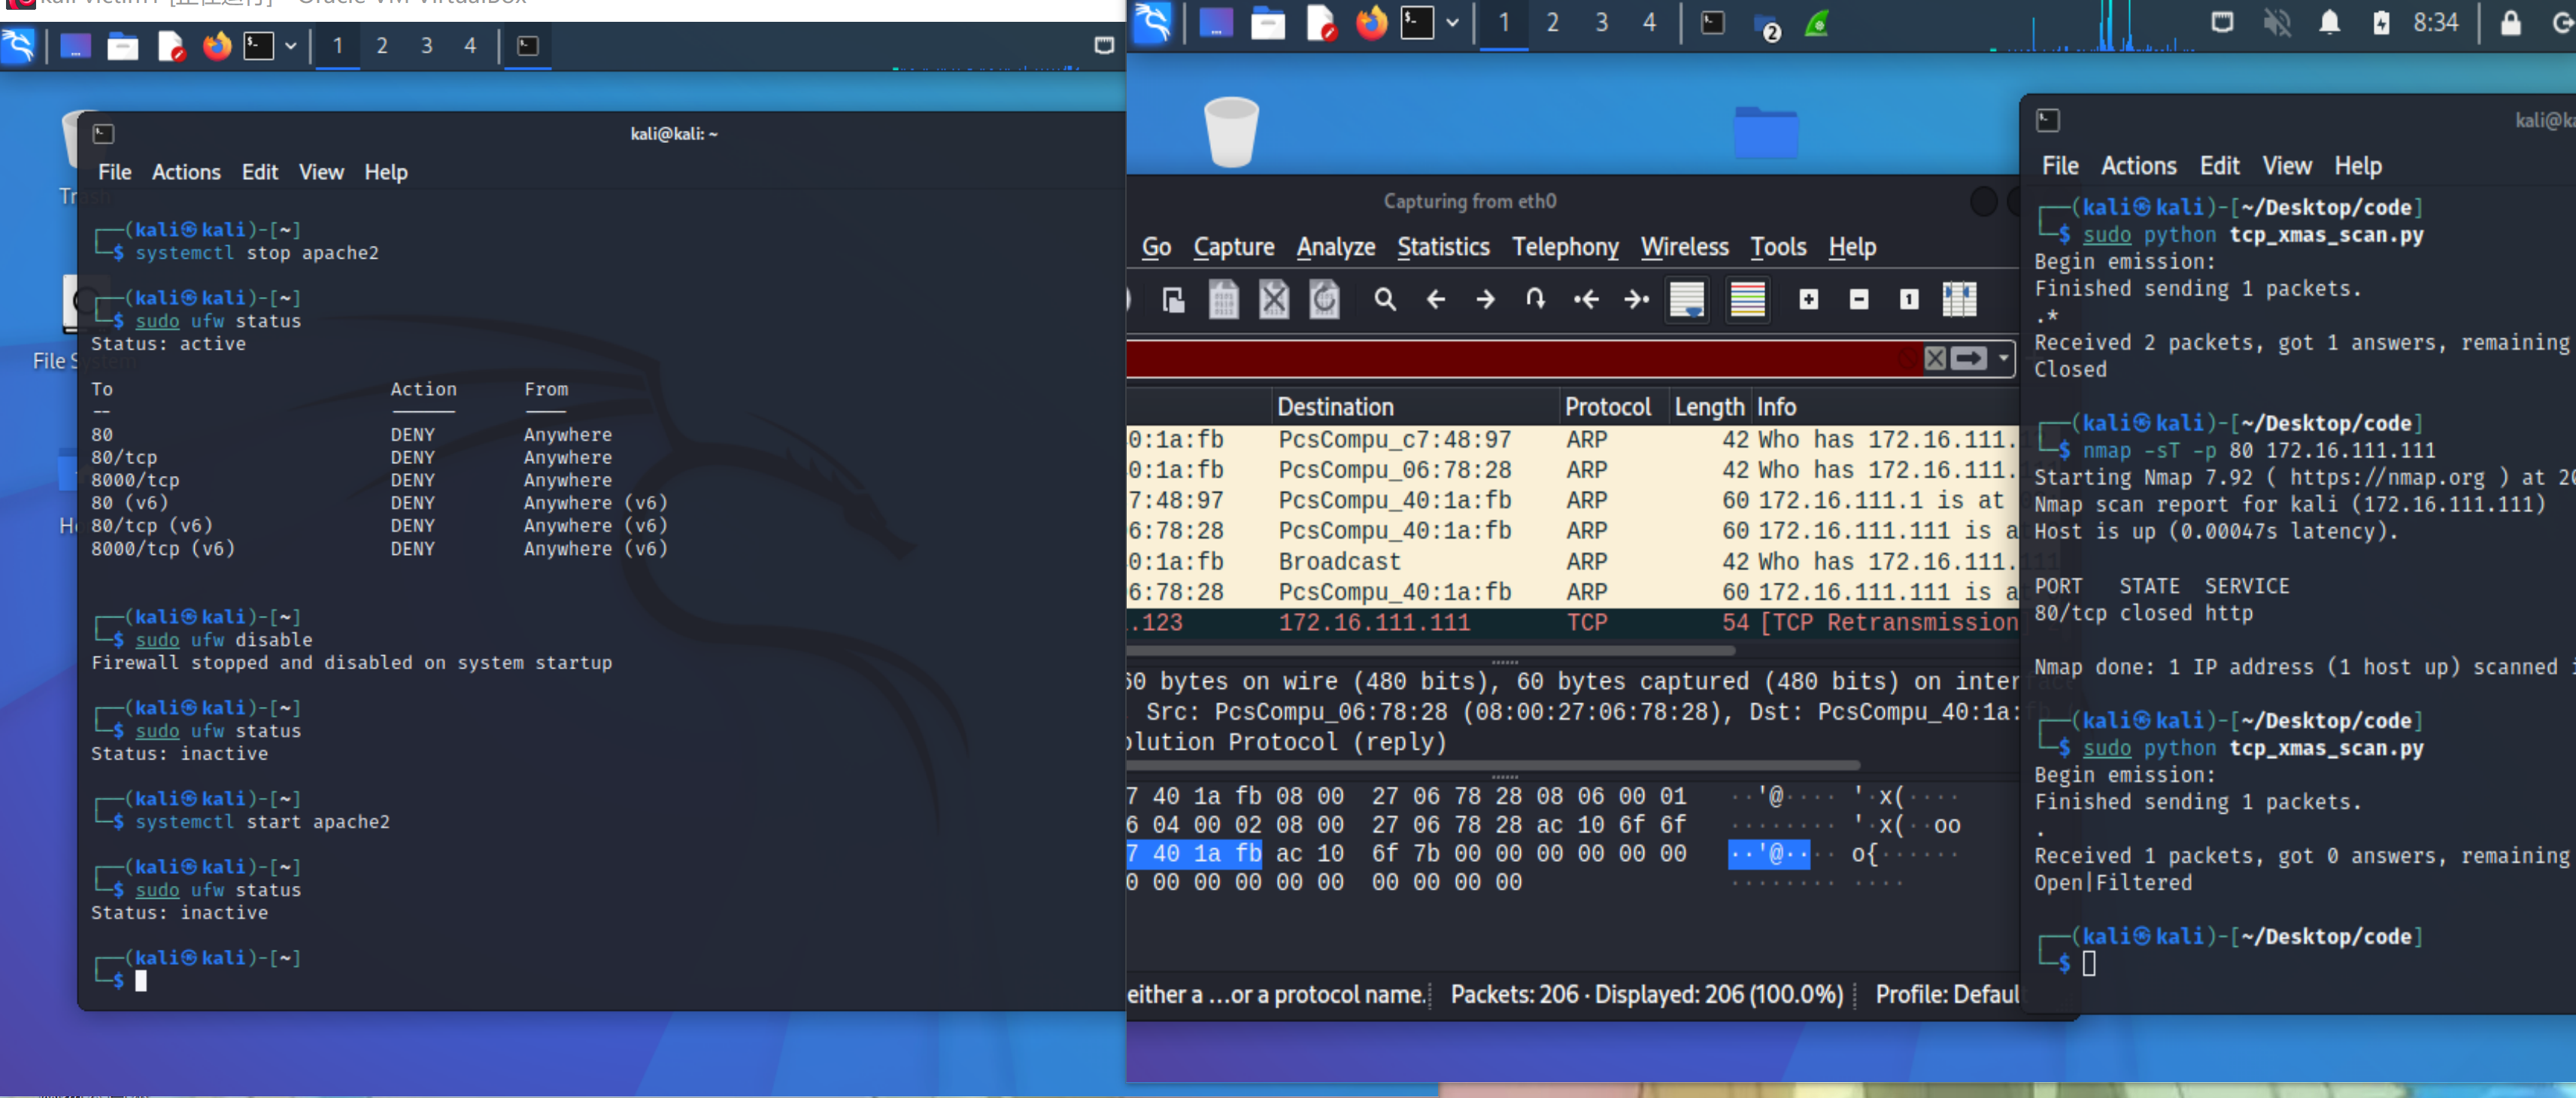 1 2 3 4
kali@kali: ~
File Actions Edit View Help
┌──(kali㉿kali)-[~]
└─$ systemctl stop apache2
┌──(kali㉿kali)-[~]
└─$ sudo ufw status
Status: active
To Action From
-- ------ ----
80 DENY Anywhere
80/tcp DENY Anywhere
8000/tcp DENY Anywhere
80 (v6) DENY Anywhere (v6)
80/tcp (v6) DENY Anywhere (v6)
8000/tcp (v6) DENY Anywhere (v6)
┌──(kali㉿kali)-[~]
└─$ sudo ufw disable
Firewall stopped and disabled on system startup
┌──(kali㉿kali)-[~]
└─$ sudo ufw status
Status: inactive
┌──(kali㉿kali)-[~]
└─$ systemctl start apache2
┌──(kali㉿kali)-[~]
└─$ sudo ufw status
Status: inactive
┌──(kali㉿kali)-[~]
└─$
1 2 3 4 2 8:34
Capturing from eth0
Go Capture Analyze Statistics Telephony Wireless Tools Help
Destination Protocol Length Info
0:1a:fb PcsCompu_c7:48:97 ARP 42 Who has 172.16.111.
0:1a:fb PcsCompu_06:78:28 ARP 42 Who has 172.16.111.
7:48:97 PcsCompu_40:1a:fb ARP 60 172.16.111.1 is at
6:78:28 PcsCompu_40:1a:fb ARP 60 172.16.111.111 is a
0:1a:fb Broadcast ARP 42 Who has 172.16.111.
6:78:28 PcsCompu_40:1a:fb ARP 60 172.16.111.111 is a
.123 172.16.111.111 TCP 54 [TCP Retransmission
60 bytes on wire (480 bits), 60 bytes captured (480 bits) on inter
Src: PcsCompu_06:78:28 (08:00:27:06:78:28), Dst: PcsCompu_40:1a:
olution Protocol (reply)
7 40 1a fb 08 00 27 06 78 28 08 06 00 01 ··'@···· '·x(····
6 04 00 02 08 00 27 06 78 28 ac 10 6f 6f ········ '·x(··oo
7 40 1a fb ac 10 6f 7b 00 00 00 00 00 00 ··'@···· o{······
0 00 00 00 00 00 00 00 00 00 ········ ····
either a …or a protocol name. Packets: 206 · Displayed: 206 (100.0%) Profile: Defaul
kali@ka
File Actions Edit View Help
┌──(kali㉿kali)-[~/Desktop/code]
└─$ sudo python tcp_xmas_scan.py
Begin emission:
Finished sending 1 packets.
.*
Received 2 packets, got 1 answers, remaining
Closed
┌──(kali㉿kali)-[~/Desktop/code]
└─$ nmap -sT -p 80 172.16.111.111
Starting Nmap 7.92 ( https://nmap.org ) at 20
Nmap scan report for kali (172.16.111.111)
Host is up (0.00047s latency).
PORT STATE SERVICE
80/tcp closed http
Nmap done: 1 IP address (1 host up) scanned i
┌──(kali㉿kali)-[~/Desktop/code]
└─$ sudo python tcp_xmas_scan.py
Begin emission:
Finished sending 1 packets.
.
Received 1 packets, got 0 answers, remaining
Open|Filtered
┌──(kali㉿kali)-[~/Desktop/code]
└─$